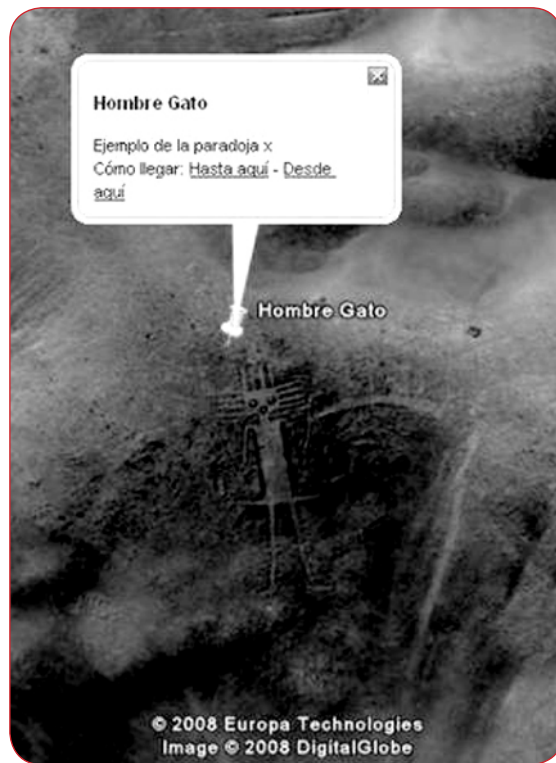 Hombre Gato
Ejemplo de la paradoja x
Cómo llegar: Hasta aquí - Desde
aquí
Hombre Gato
© 2008 Europa Technologies
Image © 2008 DigitalGlobe